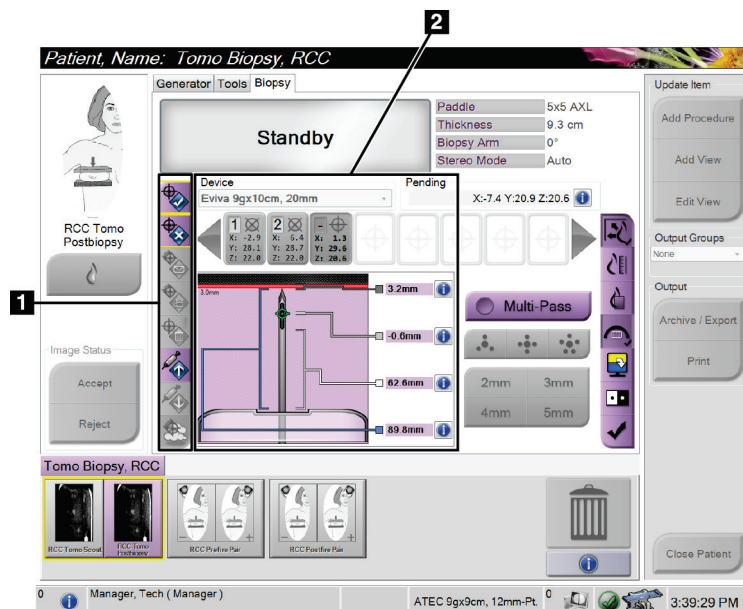 2
Patient, Name: Tomo Biopsy, RCC
Generator Tools Biopsy
Update Item
Standby
Paddle 5x5 AXL
Thickness 9.3 cm
Biopsy Arm 0°
Stereo Mode Auto
Add Procedure
Add View
Edit View
Device Pending
Eviva 9gx10cm, 20mm
X:-7.4 Y:20.9 Z:20.6
1
X: -2.9
Y: 28.1
Z: 22.0
2
X: 6.4
Y: 28.7
Z: 22.0
-
X: 1.3
Y: 29.6
Z: 20.6
RCC Tomo
Postbiopsy
Output Groups
None
Output
Archive / Export
Print
1
3.0mm
3.2mm
-0.6mm
62.6mm
89.8mm
Multi-Pass
2mm 3mm
4mm 5mm
Image Status
Accept
Reject
Tomo Biopsy, RCC
RCC Tomo Scout
RCC Tomo
Postbiopsy
RCC Prefire Pair
RCC Postfire Pair
Close Patient
0 Manager, Tech ( Manager )
ATEC 9gx9cm, 12mm-Pt. 0
3:39:29 PM